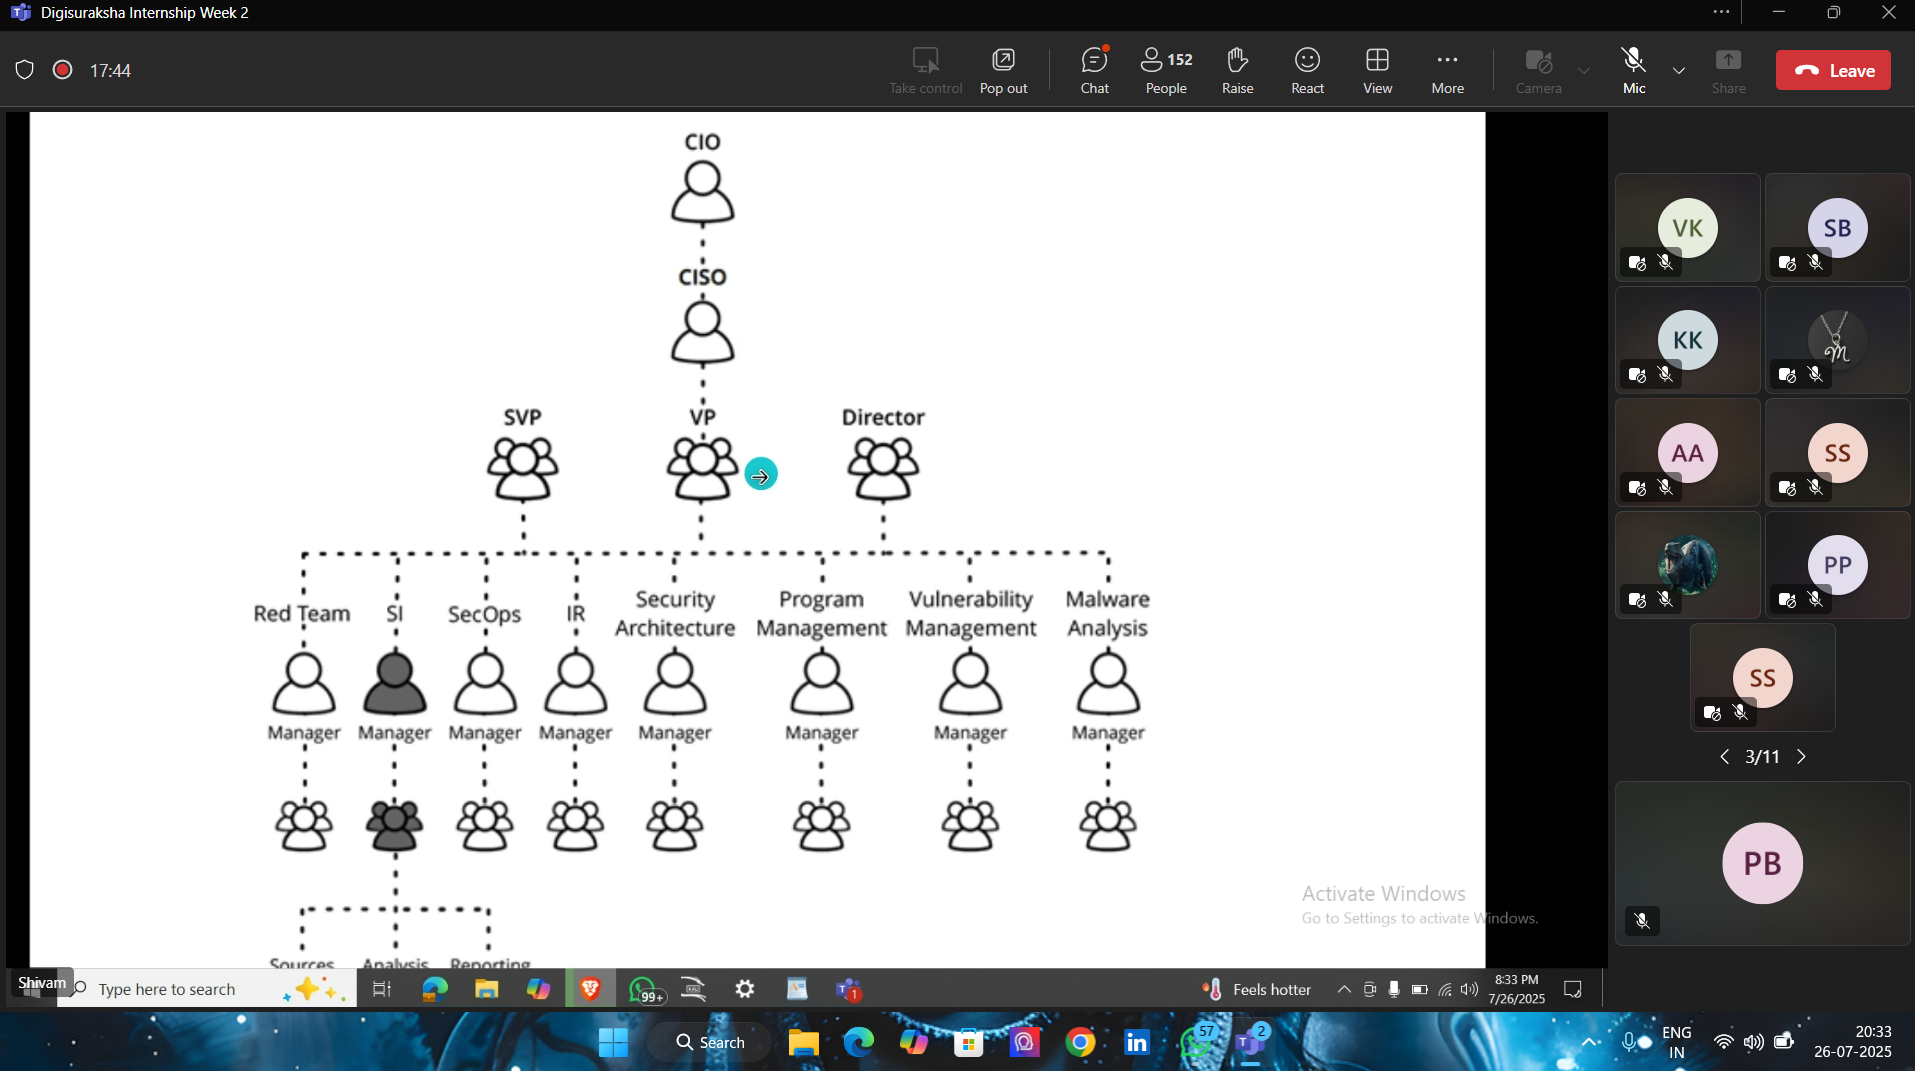 Digisuraksha Internship Week 2
17:44
Take control
Pop out
Chat
152
People
Raise
React
View
More
Camera
Mic
Share
Leave
CIO
CISO
SVP
VP
Director
Red Team
SI
SecOps
IR
Security
Architecture
Program
Management
Vulnerability
Management
Malware
Analysis
Manager
Manager
Manager
Manager
Manager
Manager
Manager
Manager
Sources
Analysis
Reporting
Activate Windows
Go to Settings to activate Windows.
VK
SB
KK
M
AA
SS
PP
SS
3/11
PB
Shivam
Type here to search
99+
1
Feels hotter
8:33 PM
7/26/2025
Search
57
2
ENG
IN
20:33
26-07-2025